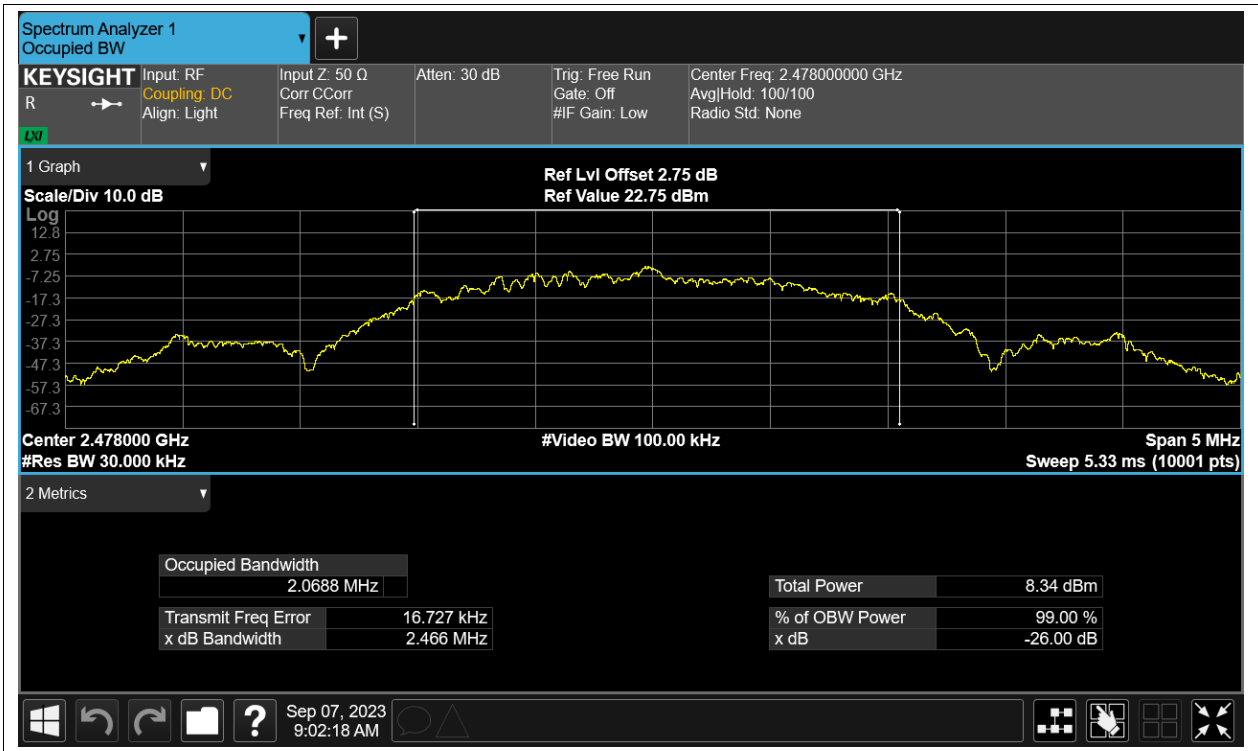 Spectrum Analyzer 1
Occupied BW
KEYSIGHT
R
LXI
Input: RF
Coupling: DC
Align: Light
Input Z: 50 Ω
Corr CCorr
Freq Ref: Int (S)
Atten: 30 dB
Trig: Free Run
Gate: Off
#IF Gain: Low
Center Freq: 2.478000000 GHz
Avg|Hold: 100/100
Radio Std: None
1 Graph
Scale/Div 10.0 dB
Ref Lvl Offset 2.75 dB
Ref Value 22.75 dBm
Log
12.8
2.75
-7.25
-17.3
-27.3
-37.3
-47.3
-57.3
-67.3
Center 2.478000 GHz
#Res BW 30.000 kHz
#Video BW 100.00 kHz
Span 5 MHz
Sweep 5.33 ms (10001 pts)
2 Metrics
Occupied Bandwidth
2.0688 MHz
Transmit Freq Error 16.727 kHz
x dB Bandwidth 2.466 MHz
Total Power 8.34 dBm
% of OBW Power 99.00 %
x dB -26.00 dB
?
Sep 07, 2023
9:02:18 AM